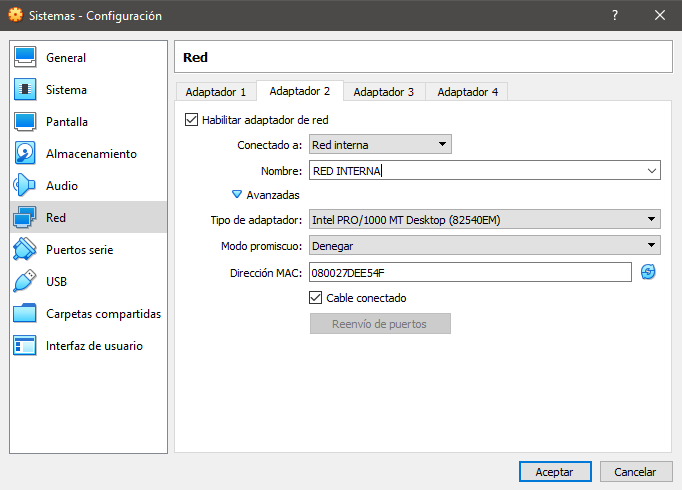 Sistemas - Configuración
?
General
Sistema
Pantalla
Almacenamiento
Audio
Red
Puertos serie
USB
Carpetas compartidas
Interfaz de usuario
Red
Adaptador 1 Adaptador 2 Adaptador 3 Adaptador 4
Habilitar adaptador de red
Conectado a: Red interna
Nombre: RED INTERNA
Avanzadas
Tipo de adaptador: Intel PRO/1000 MT Desktop (82540EM)
Modo promiscuo: Denegar
Dirección MAC: 080027DEE54F
Cable conectado
Reenvío de puertos
Aceptar Cancelar